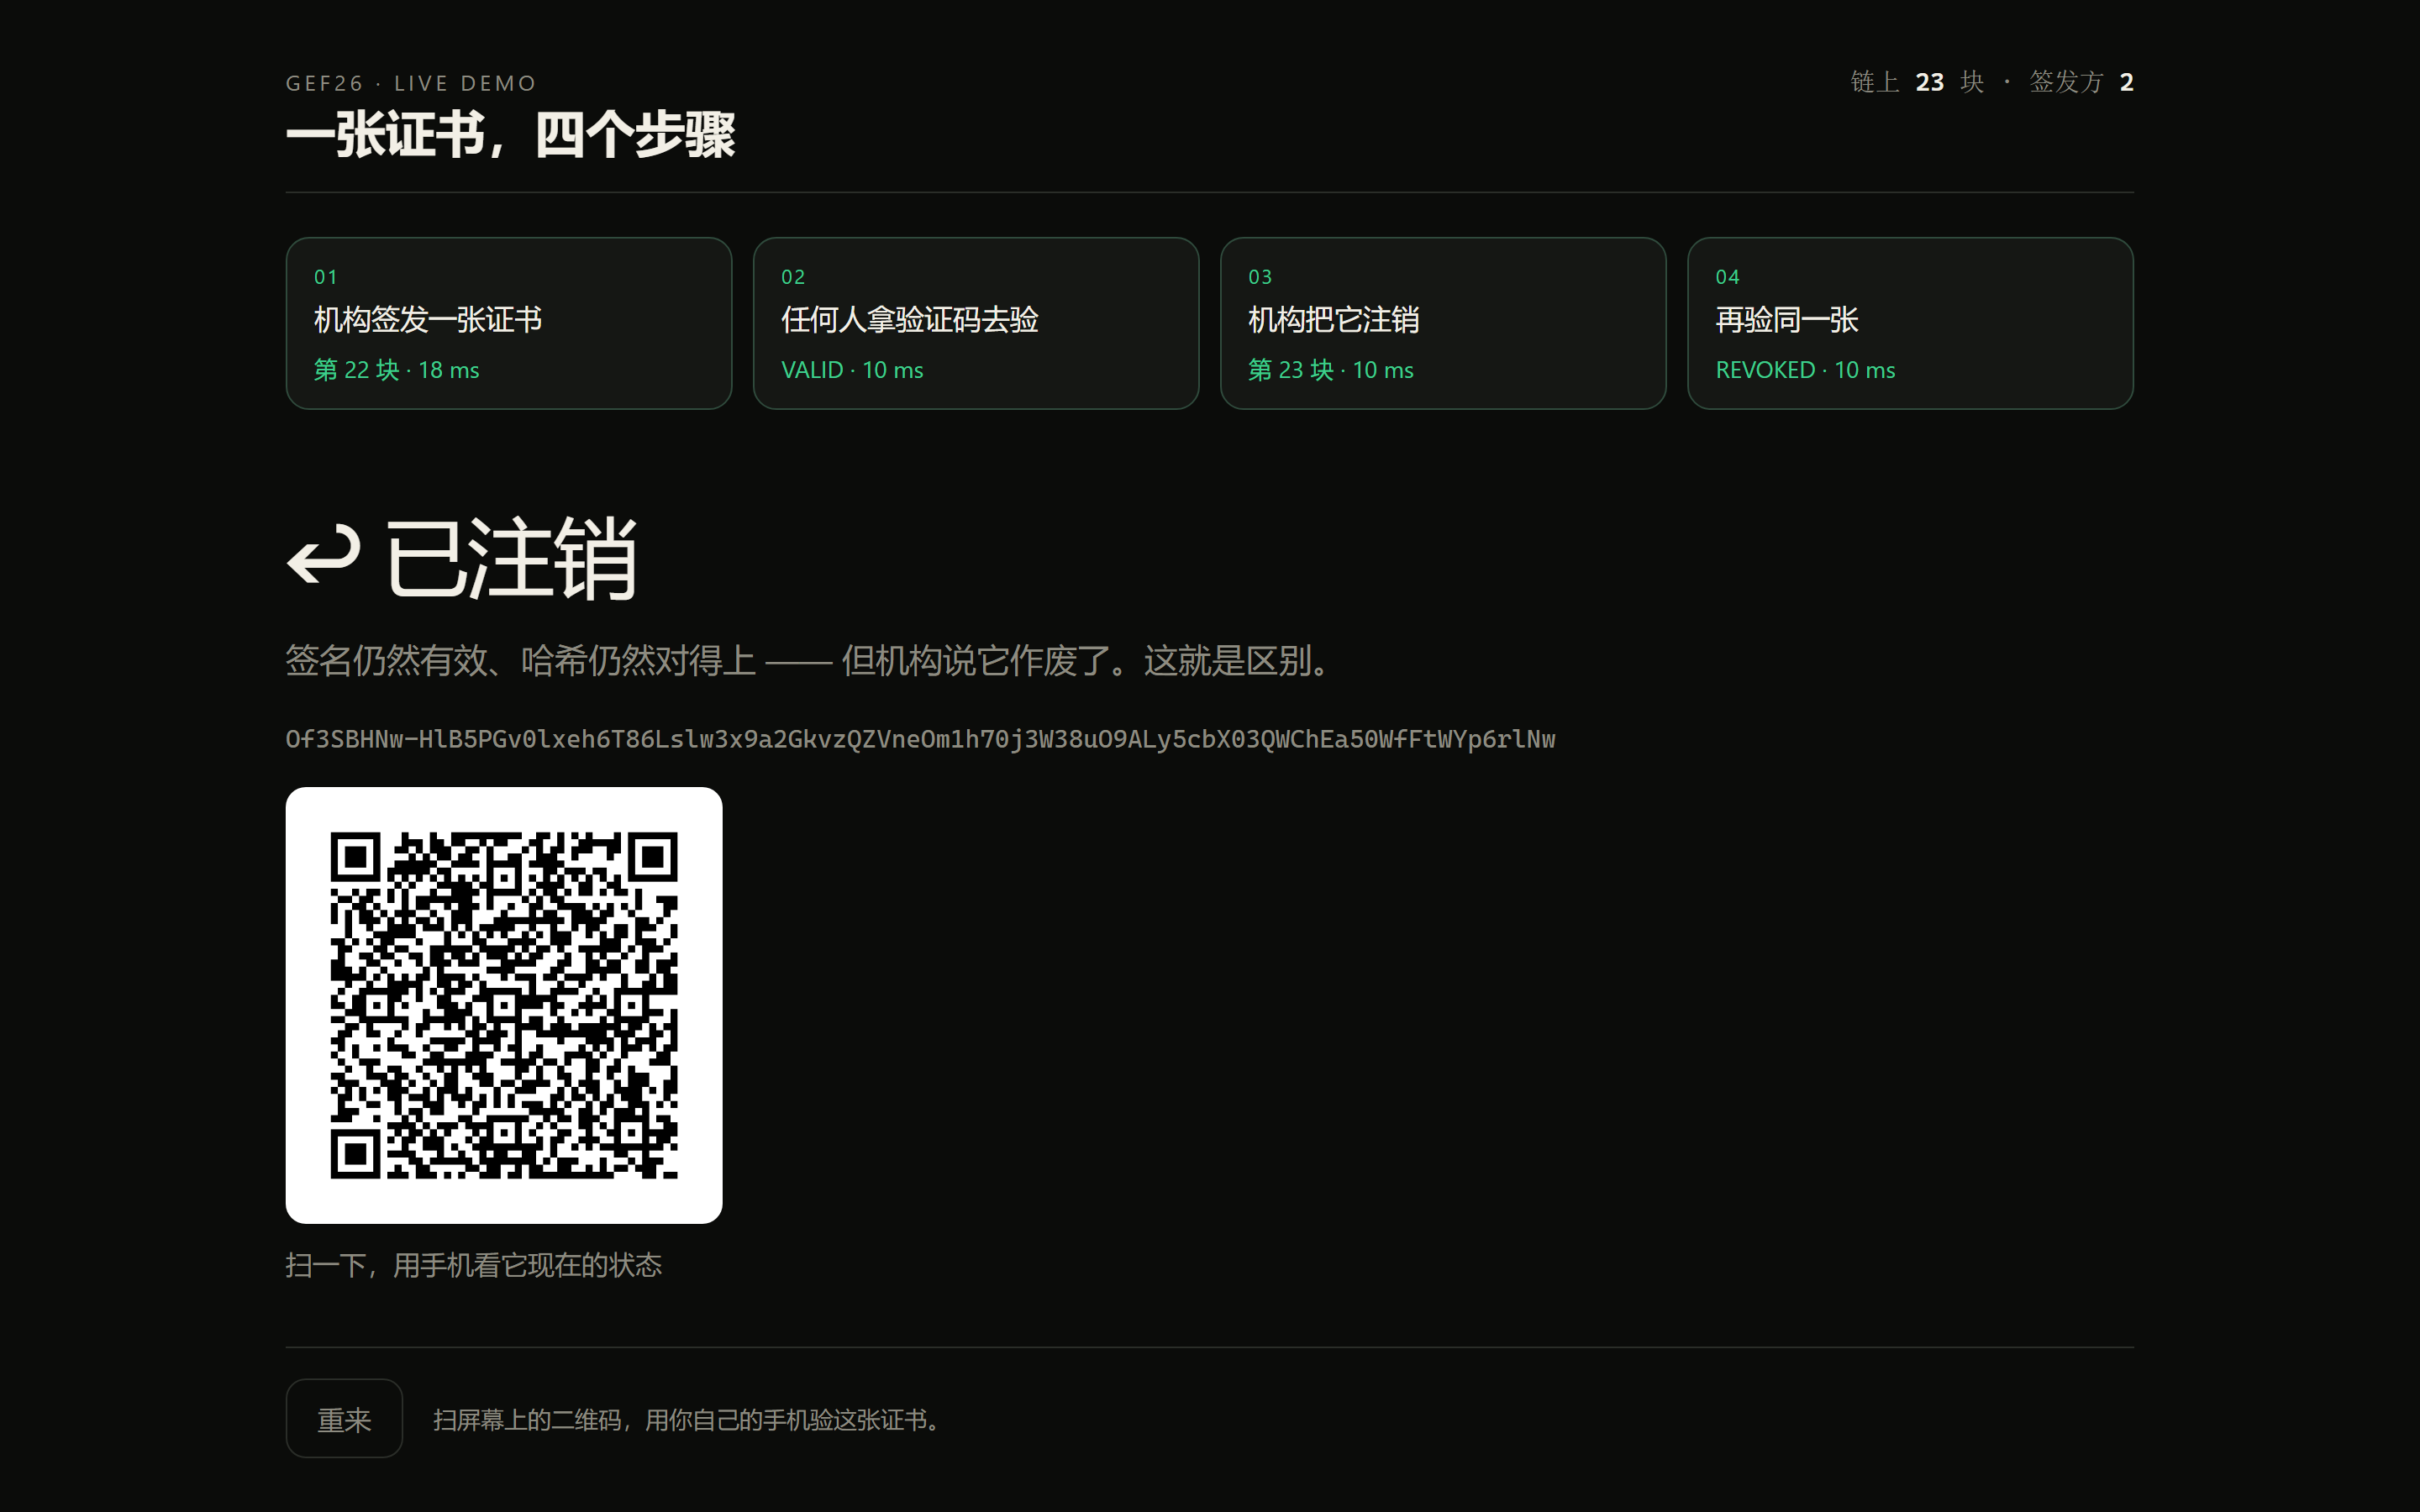 GEF26 · LIVE DEMO
链上 23 块 · 签发方 2
一张证书，四个步骤
01
机构签发一张证书
第 22 块 · 18 ms
02
任何人拿验证码去验
VALID · 10 ms
03
机构把它注销
第 23 块 · 10 ms
04
再验同一张
REVOKED · 10 ms
↩ 已注销
签名仍然有效、哈希仍然对得上 —— 但机构说它作废了。这就是区别。
Of3SBHNw-HlB5PGv0lxeh6T86Lslw3x9a2GkvzQZVneOm1h70j3W38uO9ALy5cbX03QWChEa50WfFtWYp6rlNw
扫一下，用手机看它现在的状态
重来
扫屏幕上的二维码，用你自己的手机验这张证书。